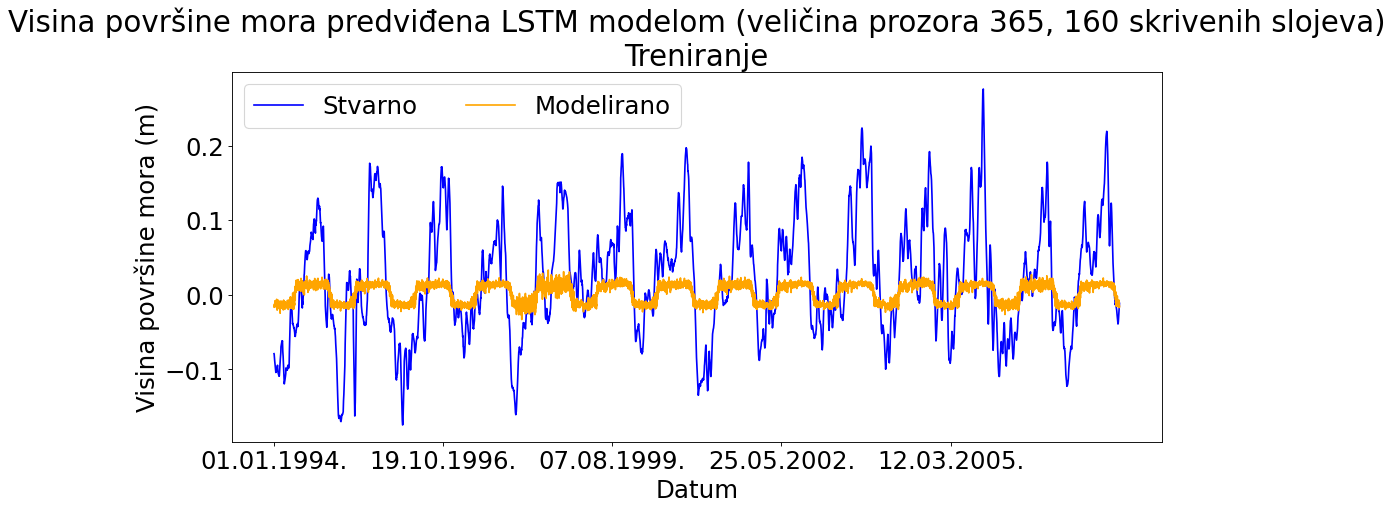 Visina površine mora predviđena LSTM modelom (veličina prozora 365, 160 skrivenih slojeva)
Treniranje
Stvarno Modelirano
Visina površine mora (m)
0.2
0.1
0.0
−0.1
01.01.1994. 19.10.1996. 07.08.1999. 25.05.2002. 12.03.2005.
Datum